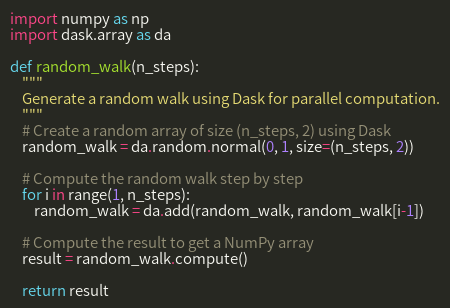 import numpy as np
import dask.array as da

def random_walk(n_steps):
    """
    Generate a random walk using Dask for parallel computation.
    """
    # Create a random array of size (n_steps, 2) using Dask
    random_walk = da.random.normal(0, 1, size=(n_steps, 2))

    # Compute the random walk step by step
    for i in range(1, n_steps):
        random_walk = da.add(random_walk, random_walk[i-1])

    # Compute the result to get a NumPy array
    result = random_walk.compute()

    return result